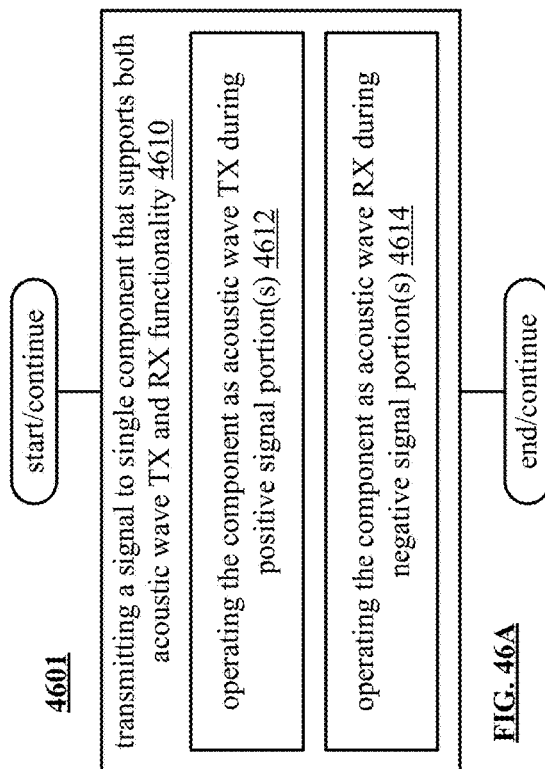 4601
start/continue
transmitting a signal to single component that supports both
acoustic wave TX and RX functionality 4610
operating the component as acoustic wave TX during
positive signal portion(s) 4612
operating the component as acoustic wave RX during
negative signal portion(s) 4614
end/continue
FIG. 46A